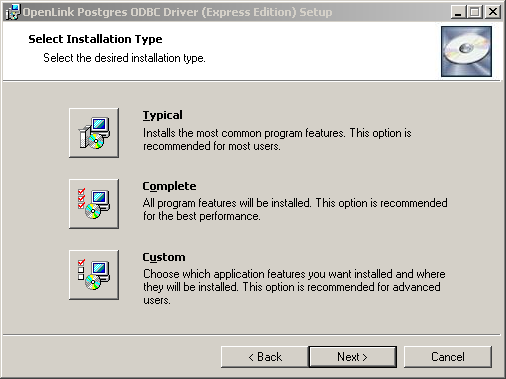 OpenLink Postgres ODBC Driver (Express Edition) Setup
Select Installation Type
Select the desired installation type.
Typical
Installs the most common program features. This option is
recommended for most users.
Complete
All program features will be installed. This option is recommended
for the best performance.
Custom
Choose which application features you want installed and where
they will be installed. This option is recommended for advanced
users.
< Back Next > Cancel